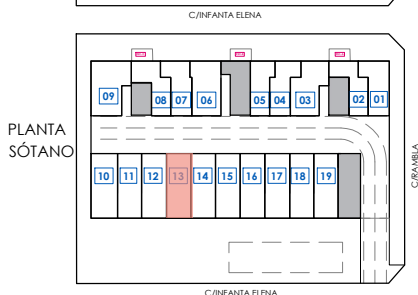 C/INFANTA ELENA
09 08 07 06 05 04 03 02 01
PLANTA
SÓTANO
C/RAMBLA
10 11 12 13 14 15 16 17 18 19
C/INFANTA ELENA